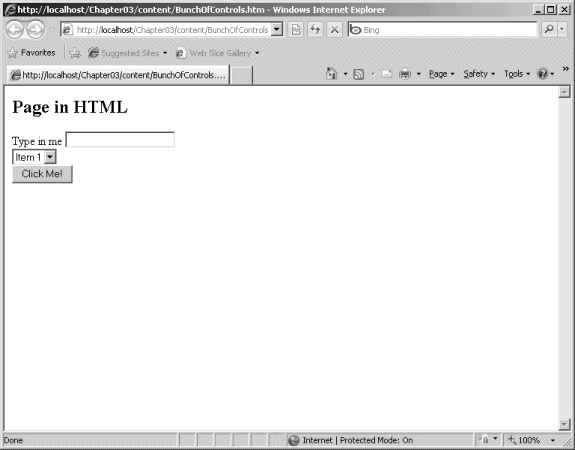 http://localhost/Chapter03/content/BunchOfControls.htm - Windows Internet Explorer
http://localhost/Chapter03/content/BunchOfControls
Bing
Favorites
Suggested Sites
Web Slice Gallery
http://localhost/Chapter03/content/BunchOfControls....
Page
Safety
Tools
Page in HTML
Type in me
Item 1
Click Me!
Done
Internet | Protected Mode: On
100%